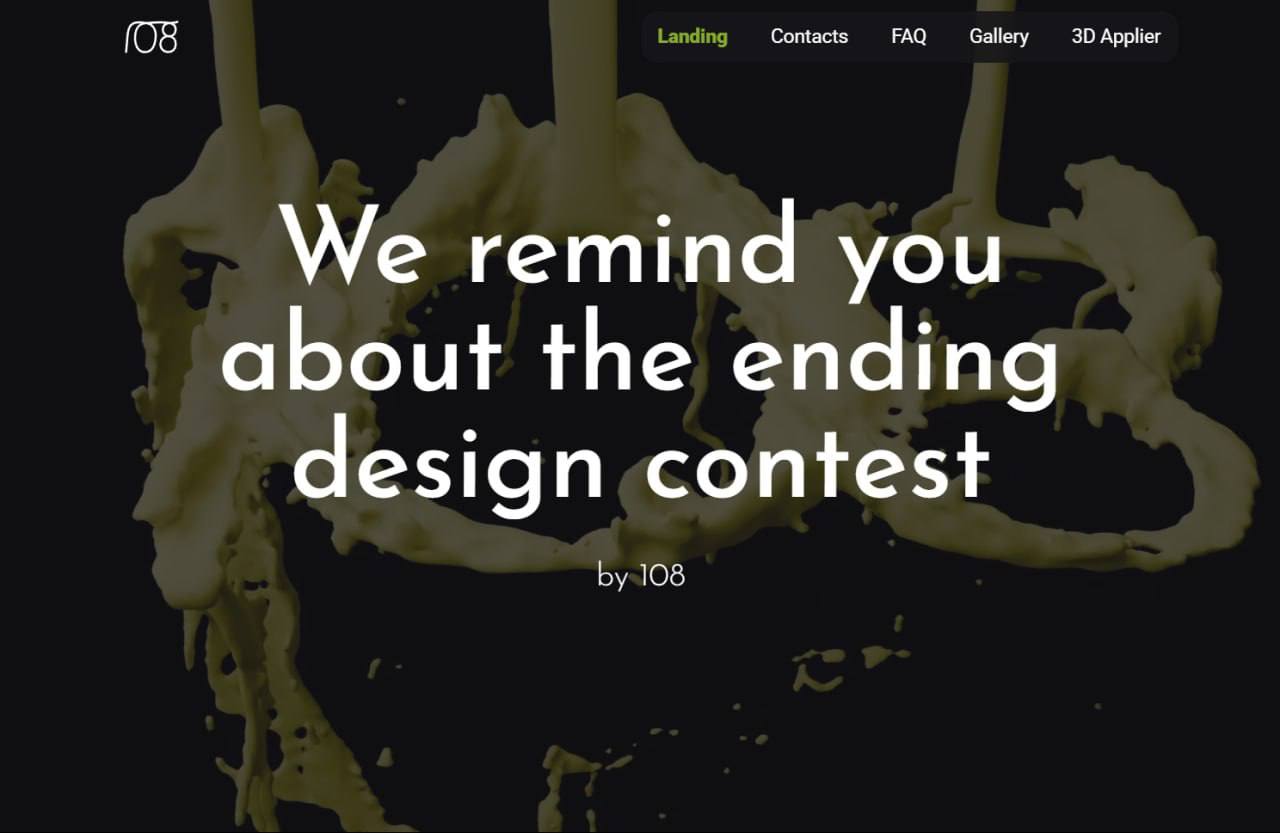 108
Landing Contacts FAQ Gallery 3D Applier
We remind you
about the ending
design contest
by 108